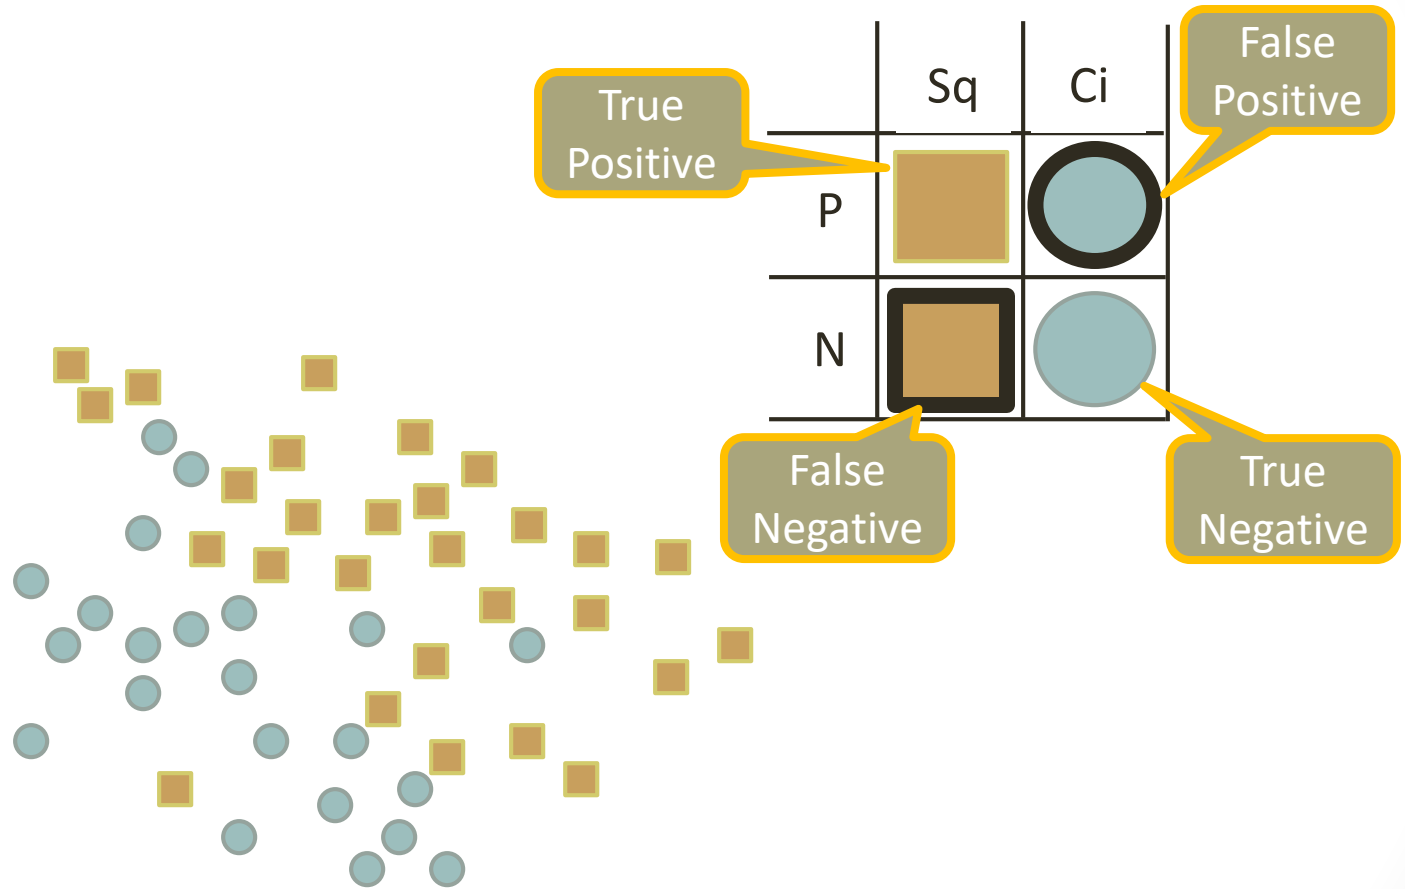 False
Positive
True
Positive
Sq
Ci
P
N
False
Negative
True
Negative